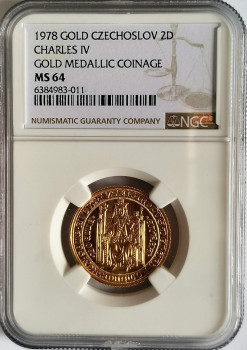 1978 GOLD CZECHOSLOV 2D
CHARLES IV
GOLD MEDALLIC COINAGE
MS 64
6384983-011
NUMISMATIC GUARANTY COMPANY
NGC